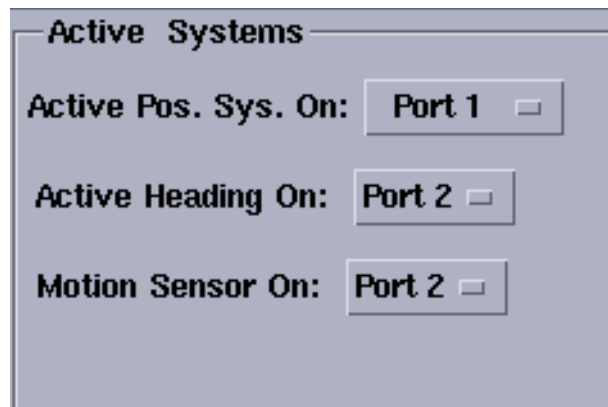 Active Systems
Active Pos. Sys. On: Port 1
Active Heading On: Port 2
Motion Sensor On: Port 2